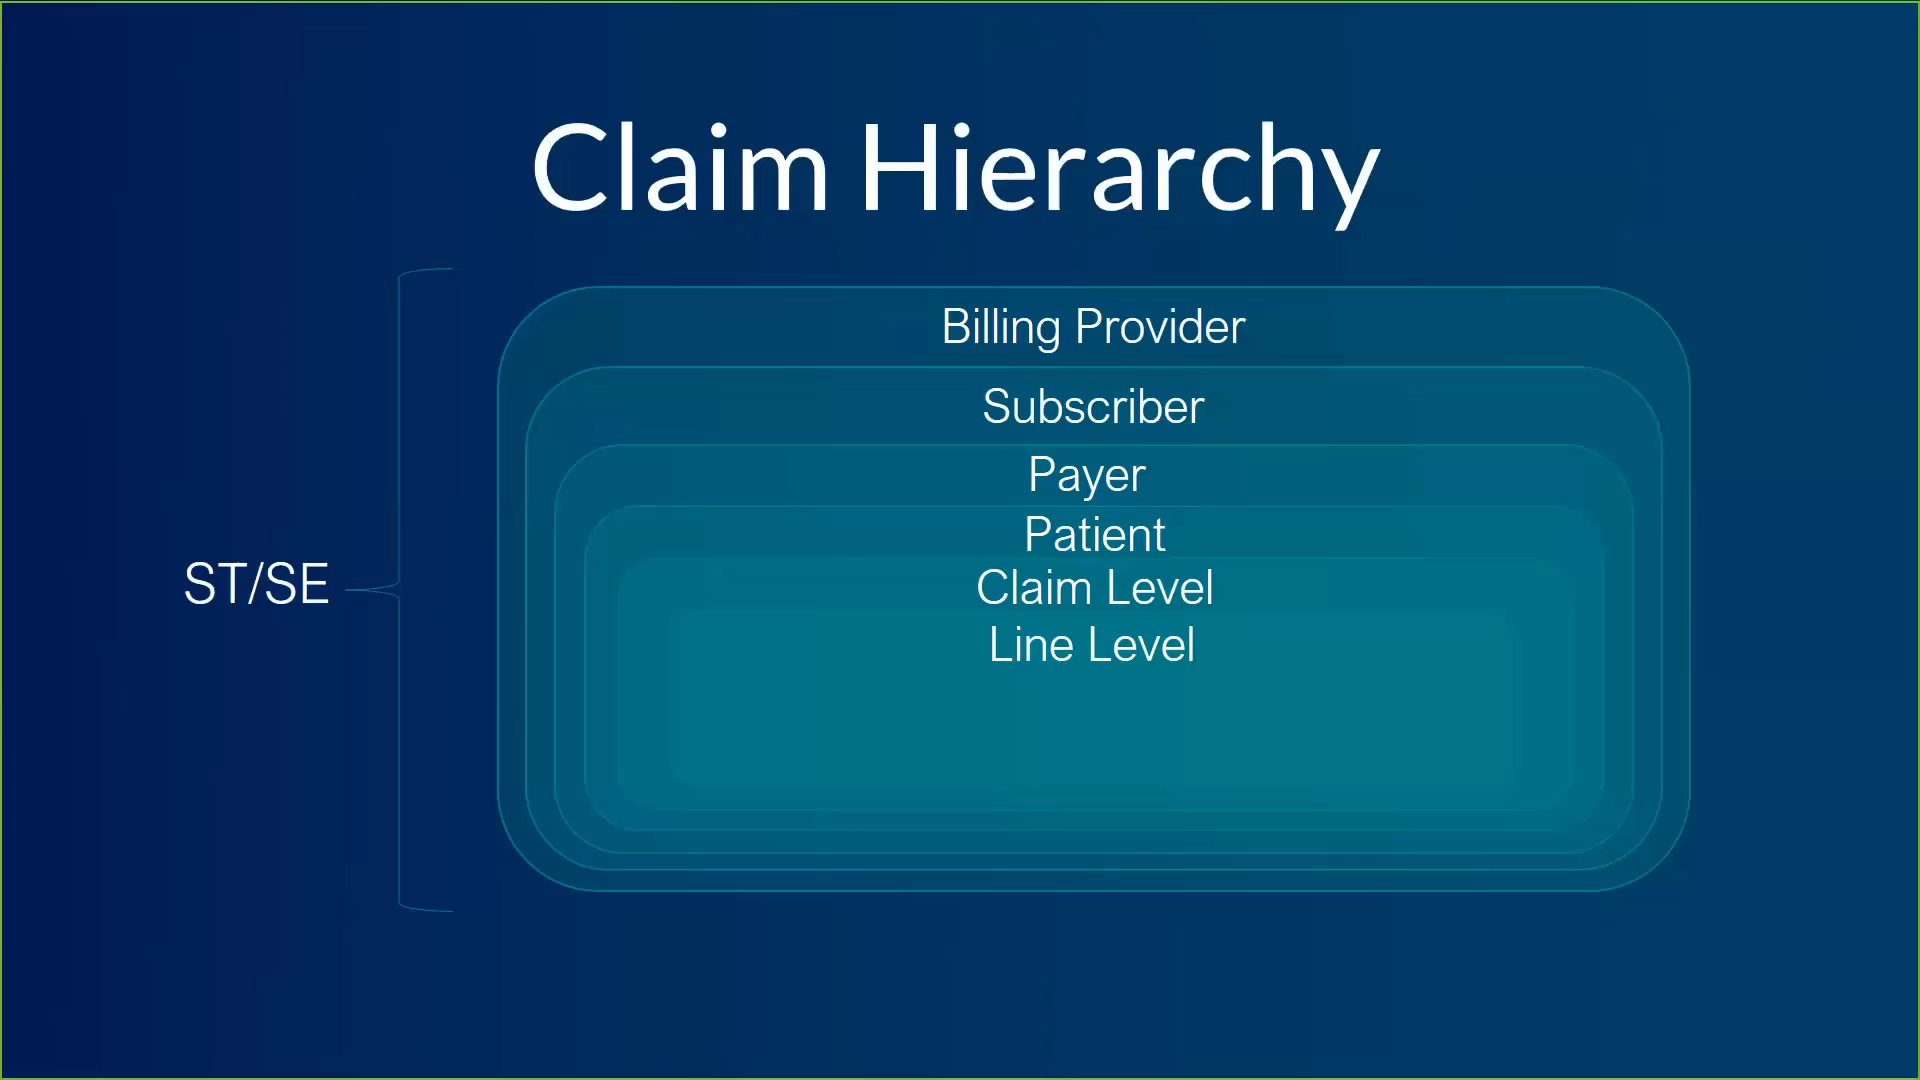 Claim Hierarchy
Billing Provider
Subscriber
Payer
Patient
Claim Level
Line Level
ST/SE